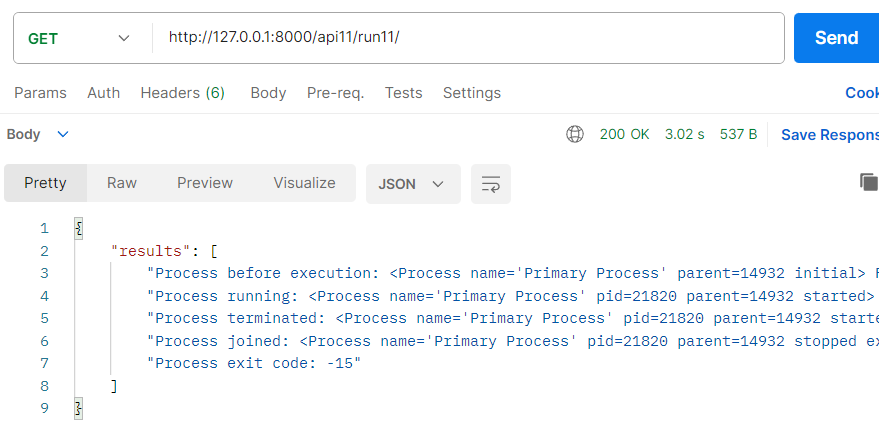 GET http://127.0.0.1:8000/api11/run11/ Send
Params Auth Headers (6) Body Pre-req. Tests Settings Cook
Body 200 OK 3.02 s 537 B Save Respons
Pretty Raw Preview Visualize JSON
1 {
2 "results": [
3 "Process before execution: <Process name='Primary Process' parent=14932 initial>
4 "Process running: <Process name='Primary Process' pid=21820 parent=14932 started>
5 "Process terminated: <Process name='Primary Process' pid=21820 parent=14932 starte
6 "Process joined: <Process name='Primary Process' pid=21820 parent=14932 stopped ex
7 "Process exit code: -15"
8 ]
9 }